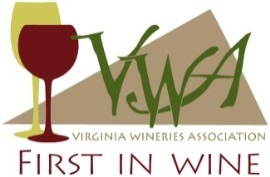 VWA
VIRGINIA WINERIES ASSOCIATION
FIRST IN WINE